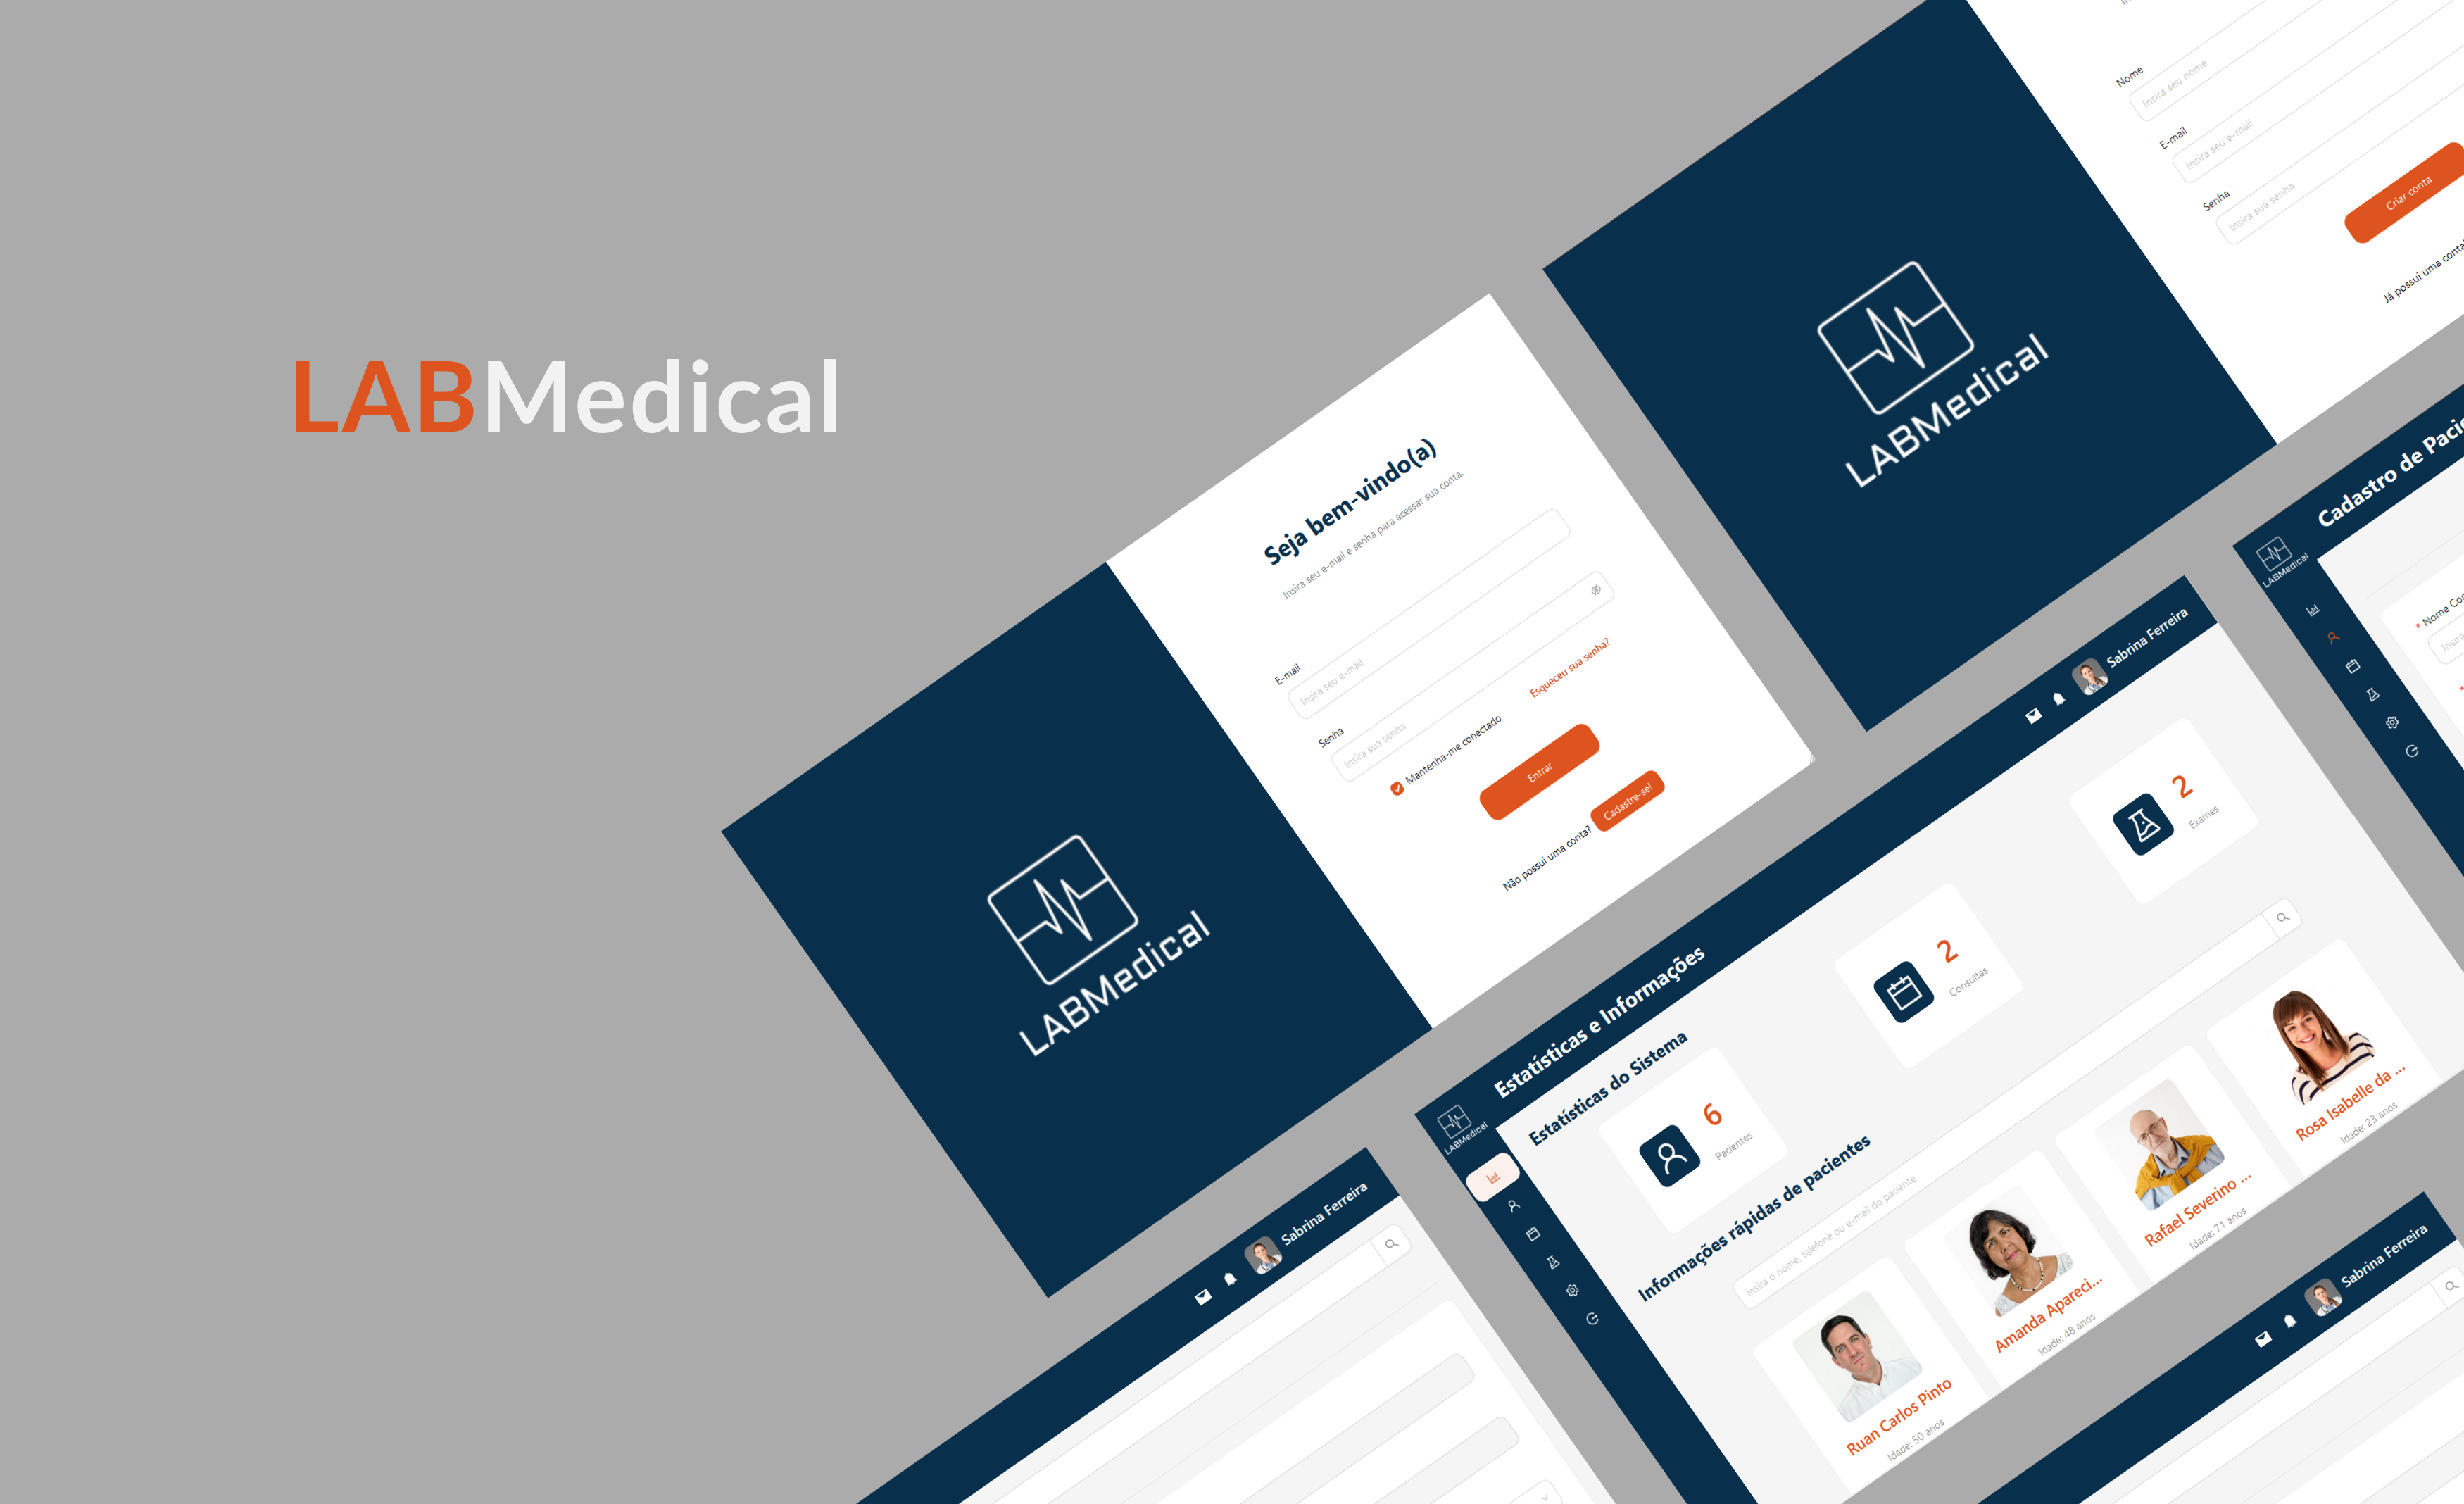 LABMedical
LABMedical
Seja bem-vindo(a)
Insira seu e-mail e senha para acessar sua conta.
E-mail
Insira seu e-mail
Senha
Insira sua senha
Mantenha-me conectado
Esqueceu sua senha?
Entrar
Não possui uma conta? Cadastre-se!
LABMedical
Nome
Insira seu nome
E-mail
Insira seu e-mail
Senha
Insira sua senha
Criar conta
Já possui uma conta
LABMedical
Cadastro de
Nome
LABMedical
Estatísticas e Informações
Sabrina Ferreira
Estatísticas do Sistema
6
Pacientes
2
Consultas
2
Exames
Informações rápidas de pacientes
Insira o nome, telefone ou e-mail do paciente
Ruan Carlos Pinto
Idade: 50 anos
Amanda Apareci...
Idade: 48 anos
Rafael Severino ...
Idade: 71 anos
Rosa Isabelle da ...
Idade: 23 anos
Sabrina Ferreira
Sabrina Ferreira